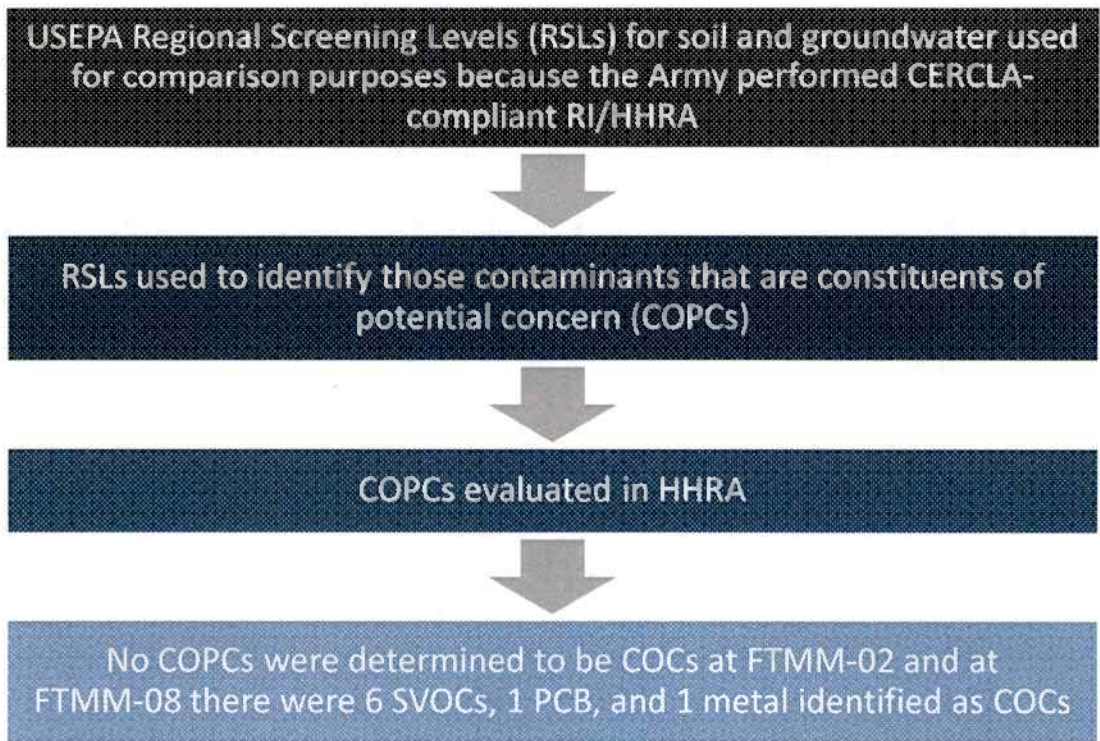 USEPA Regional Screening Levels (RSLs) for soil and groundwater used
for comparison purposes because the Army performed CERCLA-
compliant RI/HHRA
RSLs used to identify those contaminants that are constituents of
potential concern (COPCs)
COPCs evaluated in HHRA
No COPCs were determined to be COCs at FTMM-02 and at
FTMM-08 there were 6 SVOCs, 1 PCB, and 1 metal identified as COCs